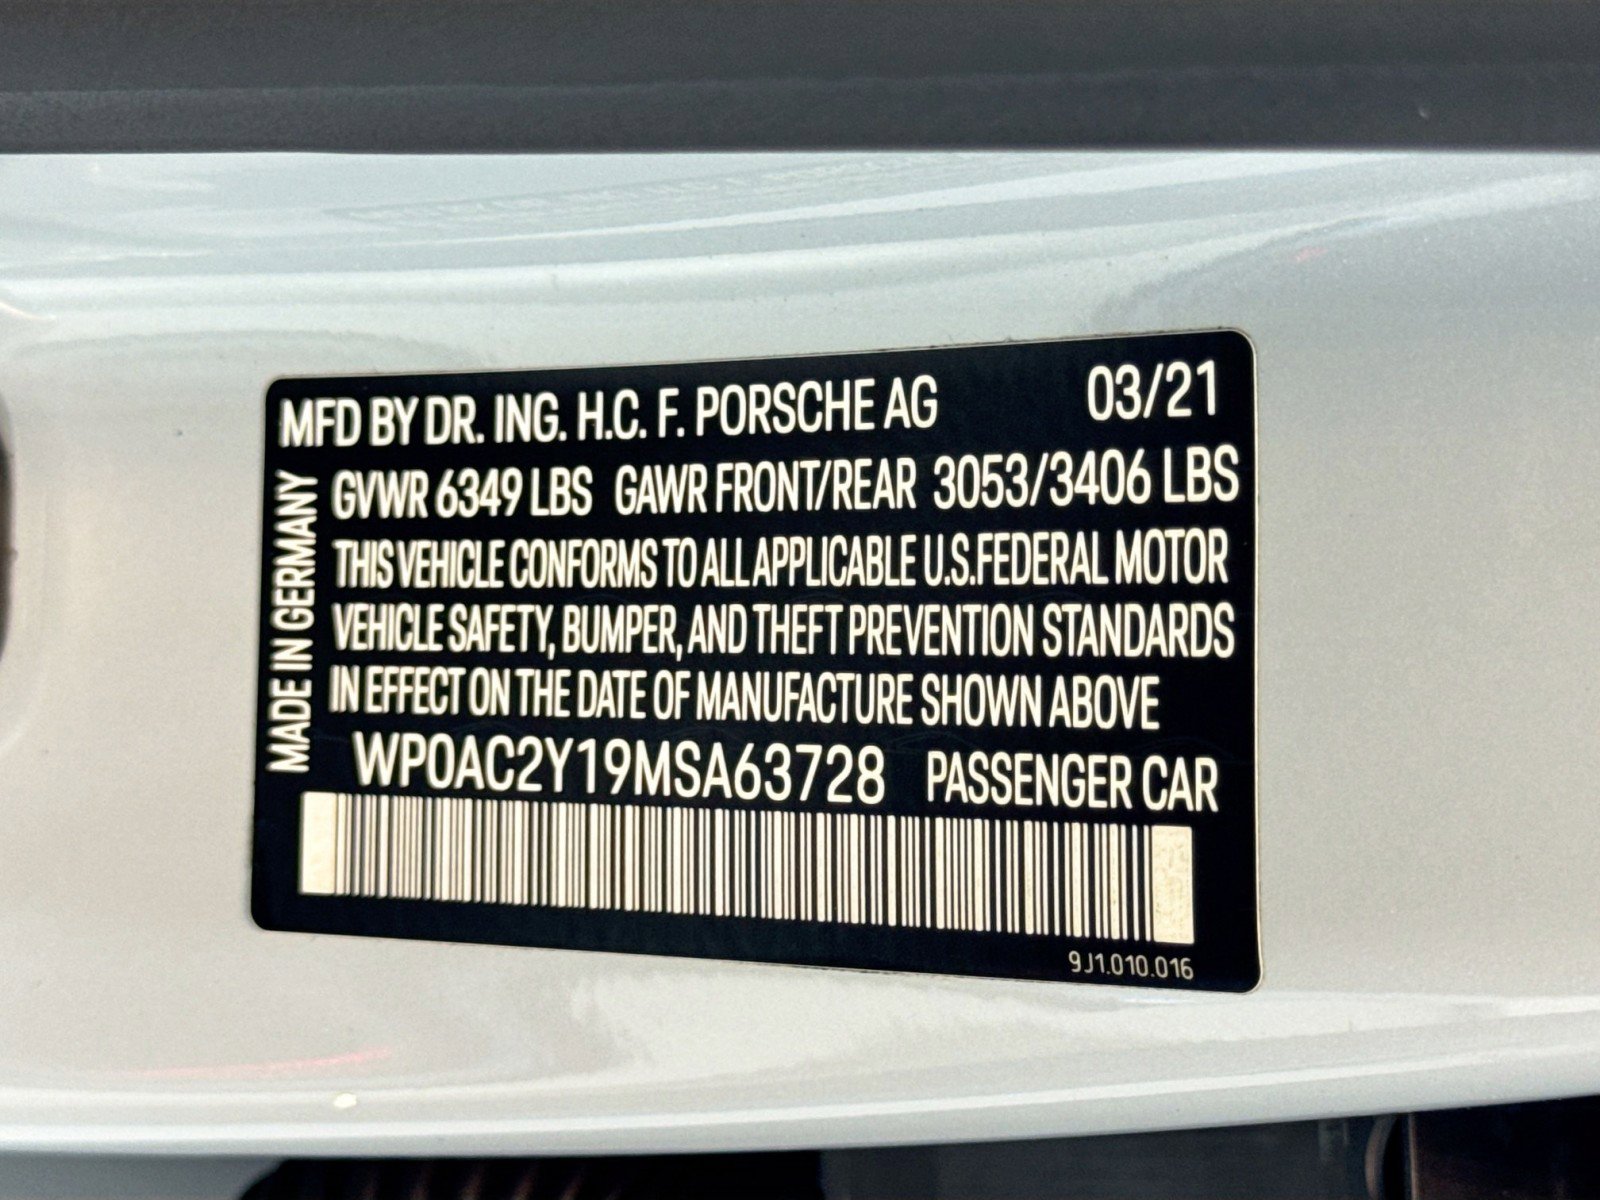 MFD BY DR. ING. H.C. F. PORSCHE AG 03/21
GVWR 6349 LBS GAWR FRONT/REAR 3053/3406 LBS
THIS VEHICLE CONFORMS TO ALL APPLICABLE U.S.FEDERAL MOTOR
VEHICLE SAFETY, BUMPER, AND THEFT PREVENTION STANDARDS
IN EFFECT ON THE DATE OF MANUFACTURE SHOWN ABOVE
WP0AC2Y19MSA63728 PASSENGER CAR
MADE IN GERMANY
9J1.010.016